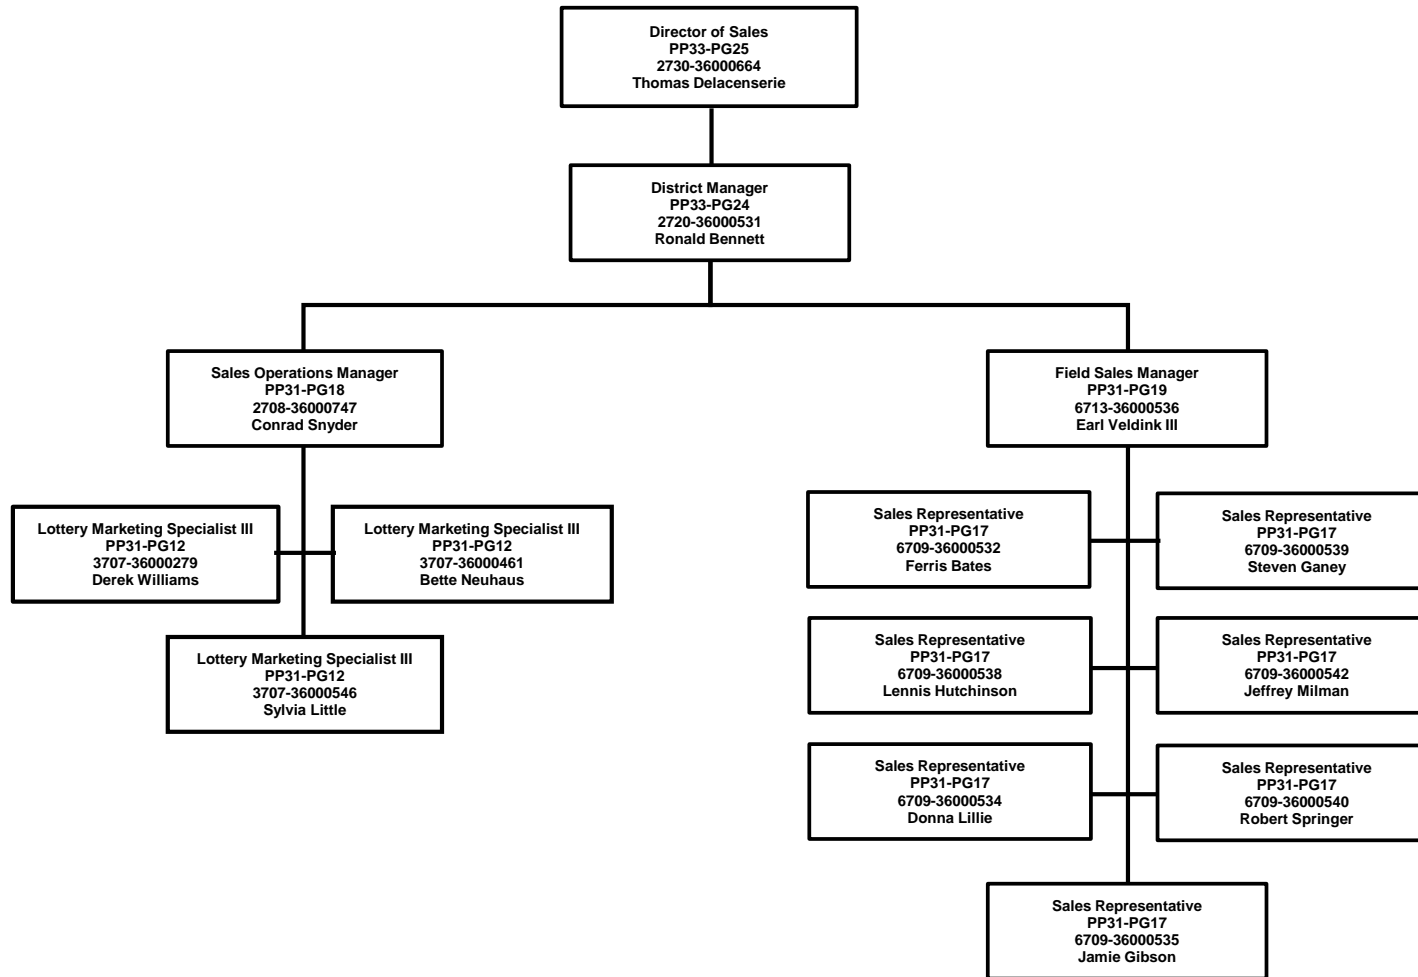 Director of Sales
PP33-PG25
2730-36000664
Thomas Delacenserie
District Manager
PP33-PG24
2720-36000531
Ronald Bennett
Sales Operations Manager
PP31-PG18
2708-36000747
Conrad Snyder
Field Sales Manager
PP31-PG19
6713-36000536
Earl Veldink III
Lottery Marketing Specialist III
PP31-PG12
3707-36000279
Derek Williams
Lottery Marketing Specialist III
PP31-PG12
3707-36000461
Bette Neuhaus
Lottery Marketing Specialist III
PP31-PG12
3707-36000546
Sylvia Little
Sales Representative
PP31-PG17
6709-36000532
Ferris Bates
Sales Representative
PP31-PG17
6709-36000539
Steven Ganey
Sales Representative
PP31-PG17
6709-36000538
Lennis Hutchinson
Sales Representative
PP31-PG17
6709-36000542
Jeffrey Milman
Sales Representative
PP31-PG17
6709-36000534
Donna Lillie
Sales Representative
PP31-PG17
6709-36000540
Robert Springer
Sales Representative
PP31-PG17
6709-36000535
Jamie Gibson